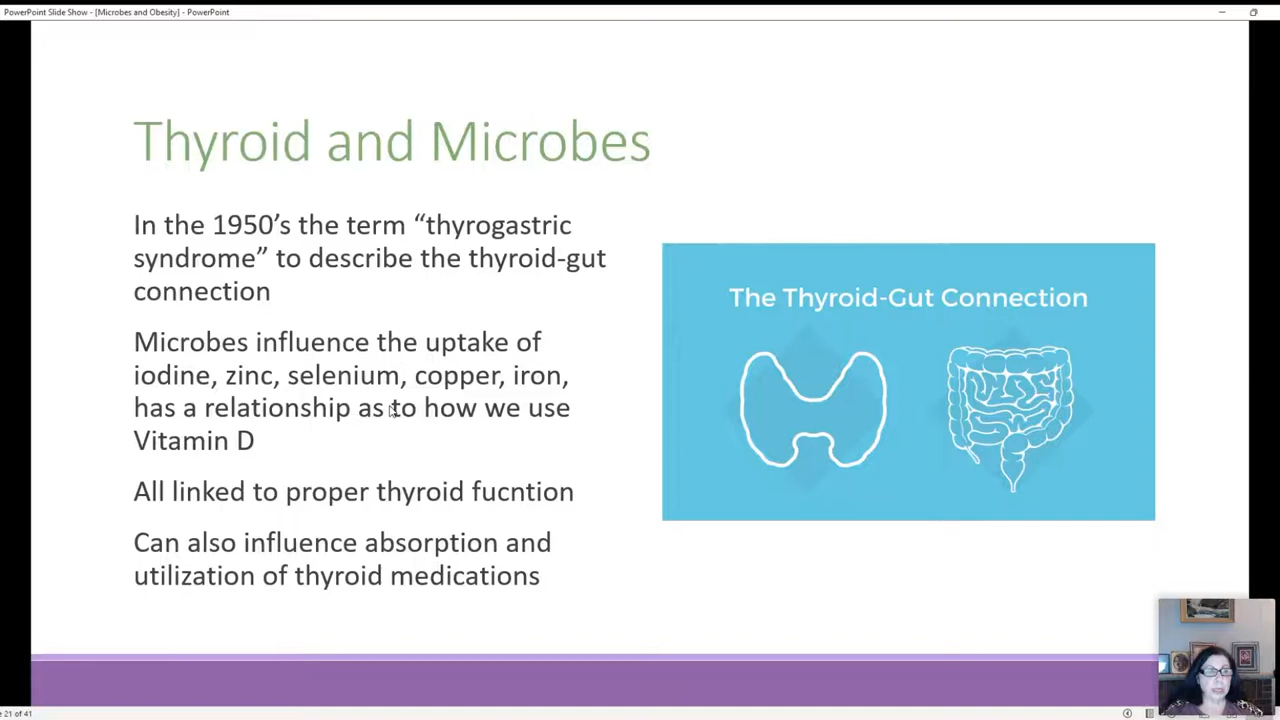 PowerPoint Slide Show - [Microbes and Obesity] - PowerPoint
Thyroid and Microbes
In the 1950's the term “thyrogastric
syndrome” to describe the thyroid-gut
connection
Microbes influence the uptake of
iodine, zinc, selenium, copper, iron,
has a relationship as to how we use
Vitamin D
All linked to proper thyroid fucntion
Can also influence absorption and
utilization of thyroid medications
The Thyroid-Gut Connection
e 21 of 41